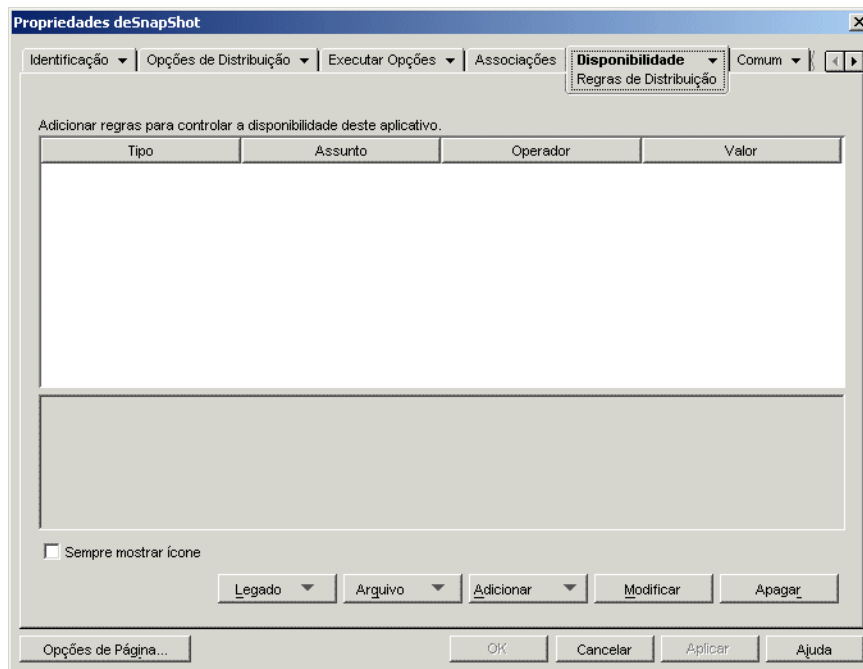 Propriedades deSnapShot
Identificação Opções de Distribuição Executar Opções Associações Disponibilidade Comum
Regras de Distribuição
Adicionar regras para controlar a disponibilidade deste aplicativo.
Tipo Assunto Operador Valor
Sempre mostrar ícone
Legado Arquivo Adicionar Modificar Apagar
Opções de Página... OK Cancelar Aplicar Ajuda